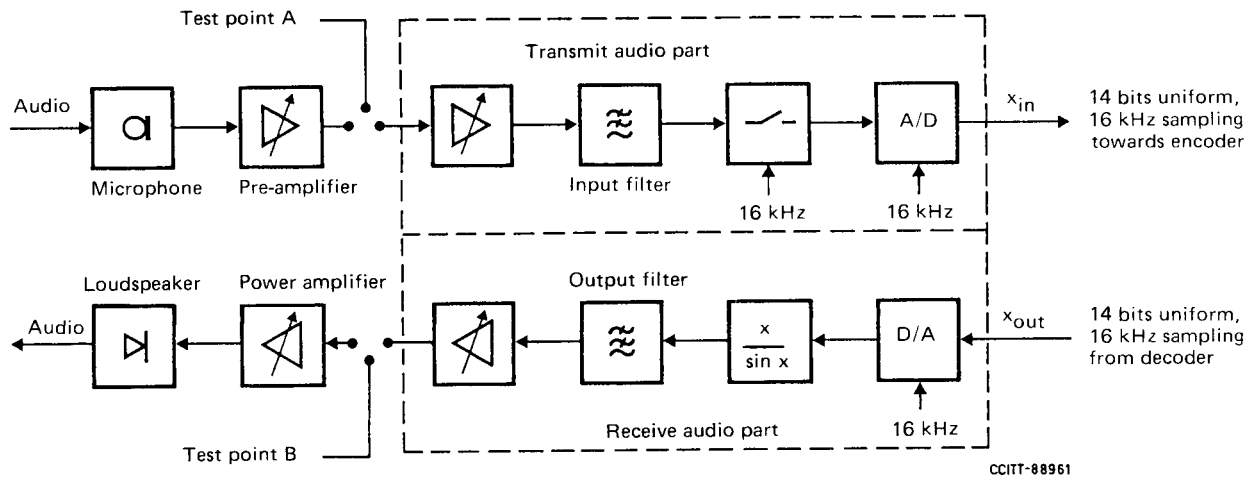 Test point A
Transmit audio part
Audio
Microphone
Pre-amplifier
Input filter
16 kHz
A/D
16 kHz
xin
14 bits uniform,
16 kHz sampling
towards encoder
Loudspeaker
Power amplifier
Output filter
Audio
x
sin x
D/A
16 kHz
xout
14 bits uniform,
16 kHz sampling
from decoder
Test point B
Receive audio part
CCITT-88961